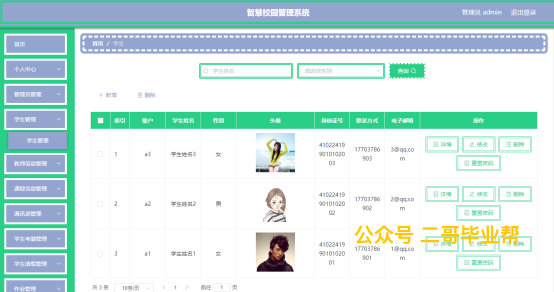 智慧校园管理系统
管理员 admin 退出登录
首页
个人中心
管理员管理
学生管理
学生管理
教师信息管理
课程信息管理
通讯录管理
学生考勤管理
学生请假管理
作业管理
首页 / 学生
学生姓名
请选择性别
查询
+ 新增 删除
索引 账户 学生姓名 性别 头像 身份证号 联系方式 电子邮箱 操作
1 a3 学生姓名3 女 41022419901010203 17703786903 3@qq.com 详情 修改 删除 重置密码
2 a2 学生姓名2 男 41022419901010202 17703786902 2@qq.com 详情 修改 删除 重置密码
3 a1 学生姓名1 女 41022419901010201 17703786901 1@qq.com 详情 修改 删除 重置密码
公众号 二哥毕业帮
共 3 条 10条/页 < 1 > 前往 1 页